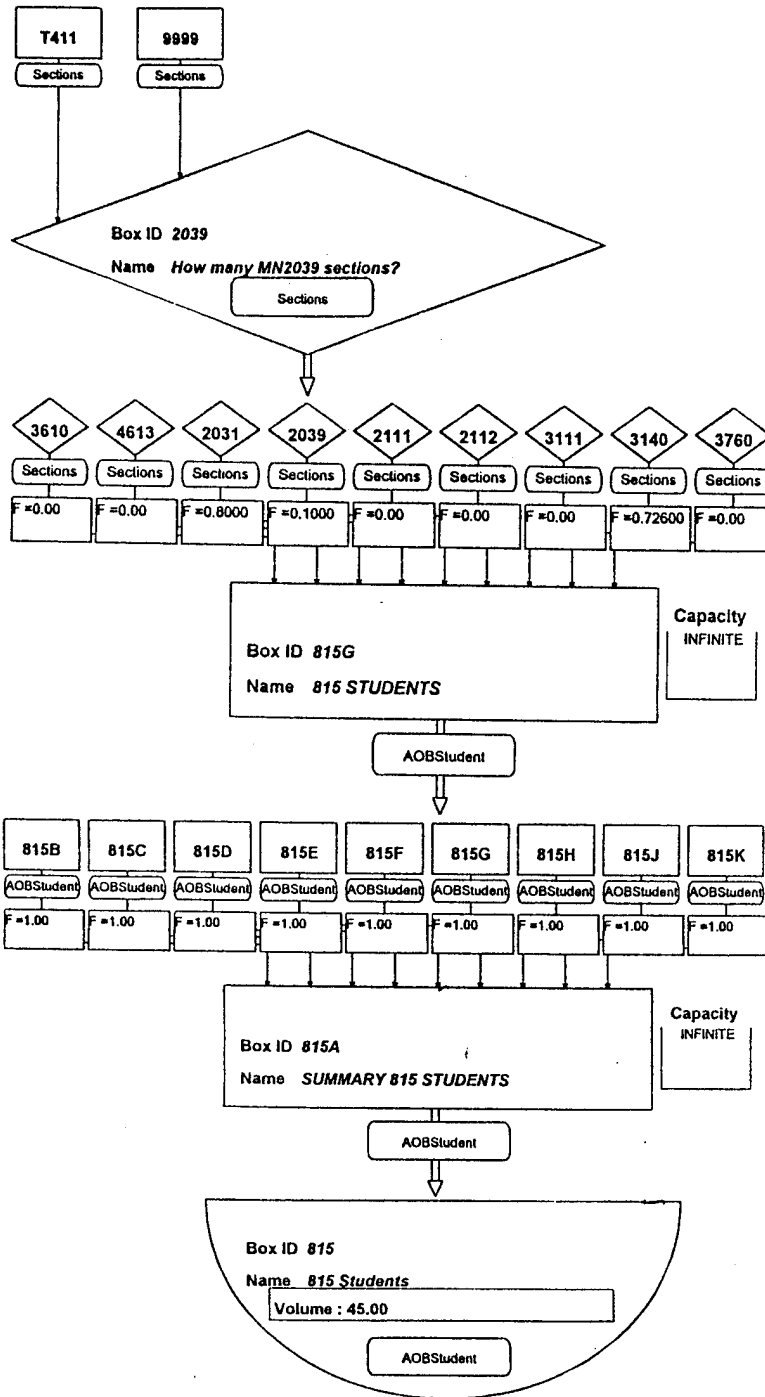 T411 9999
Sections Sections
Box ID 2039
Name How many MN2039 sections?
Sections
3610 4613 2031 2039 2111 2112 3111 3140 3760
Sections Sections Sections Sections Sections Sections Sections Sections Sections
F =0.00 F =0.00 F =0.8000 F =0.1000 F =0.00 F =0.00 F =0.00 F =0.72600 F =0.00
Capacity
INFINITE
Box ID 815G
Name 815 STUDENTS
AOBStudent
815B 815C 815D 815E 815F 815G 815H 815J 815K
AOBStudent AOBStudent AOBStudent AOBStudent AOBStudent AOBStudent AOBStudent AOBStudent AOBStudent
F =1.00 F =1.00 F =1.00 F =1.00 F =1.00 F =1.00 F =1.00 F =1.00 F =1.00
Capacity
INFINITE
Box ID 815A
Name SUMMARY 815 STUDENTS
AOBStudent
Box ID 815
Name 815 Students
Volume : 45.00
AOBStudent